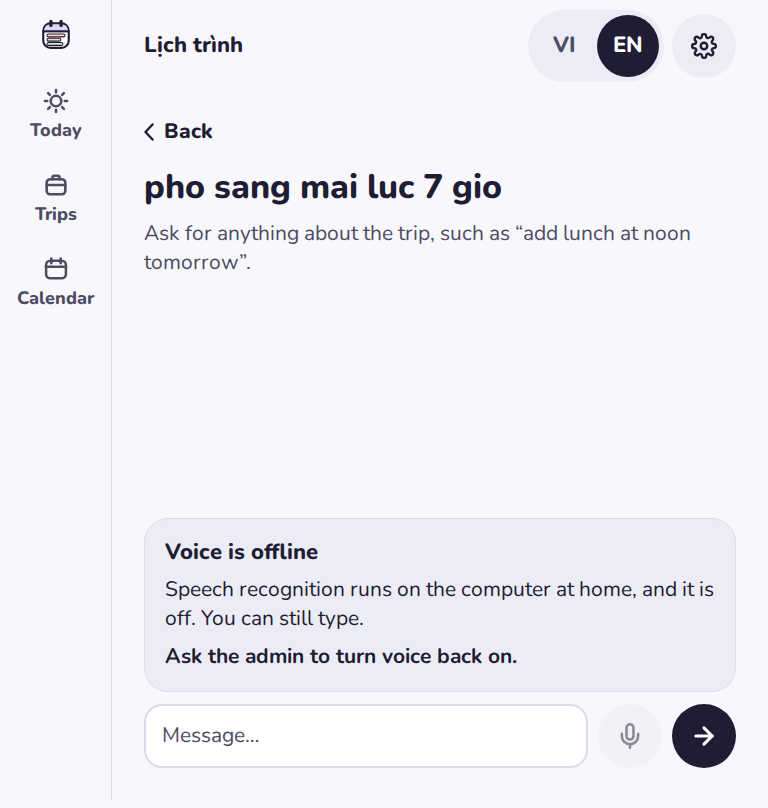 Lịch trình
VI
EN
Today
Trips
Calendar
Back
pho sang mai luc 7 gio
Ask for anything about the trip, such as “add lunch at noon
tomorrow”.
Voice is offline
Speech recognition runs on the computer at home, and it is
off. You can still type.
Ask the admin to turn voice back on.
Message...